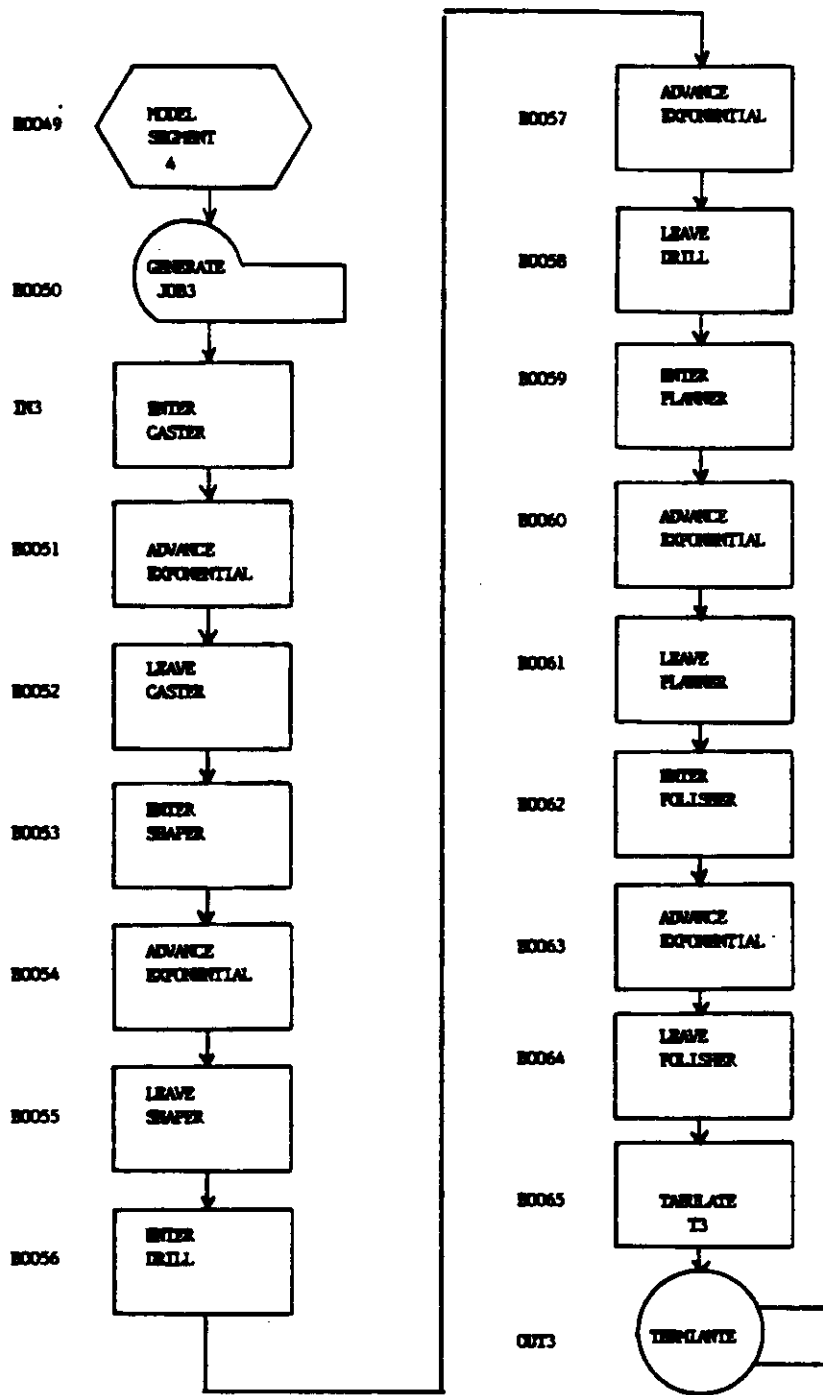 B0049
MODEL
SEGMENT
4
B0050
GENERATE
JOB3
IN3
ENTER
CASTER
B0051
ADVANCE
EXPONENTIAL
B0052
LEAVE
CASTER
B0053
ENTER
SHAPER
B0054
ADVANCE
EXPONENTIAL
B0055
LEAVE
SHAPER
B0056
ENTER
DRILL
B0057
ADVANCE
EXPONENTIAL
B0058
LEAVE
DRILL
B0059
ENTER
PLANNER
B0060
ADVANCE
EXPONENTIAL
B0061
LEAVE
PLANNER
B0062
ENTER
POLISHER
B0063
ADVANCE
EXPONENTIAL
B0064
LEAVE
POLISHER
B0065
TABULATE
T3
OUT3
TERMIANTE